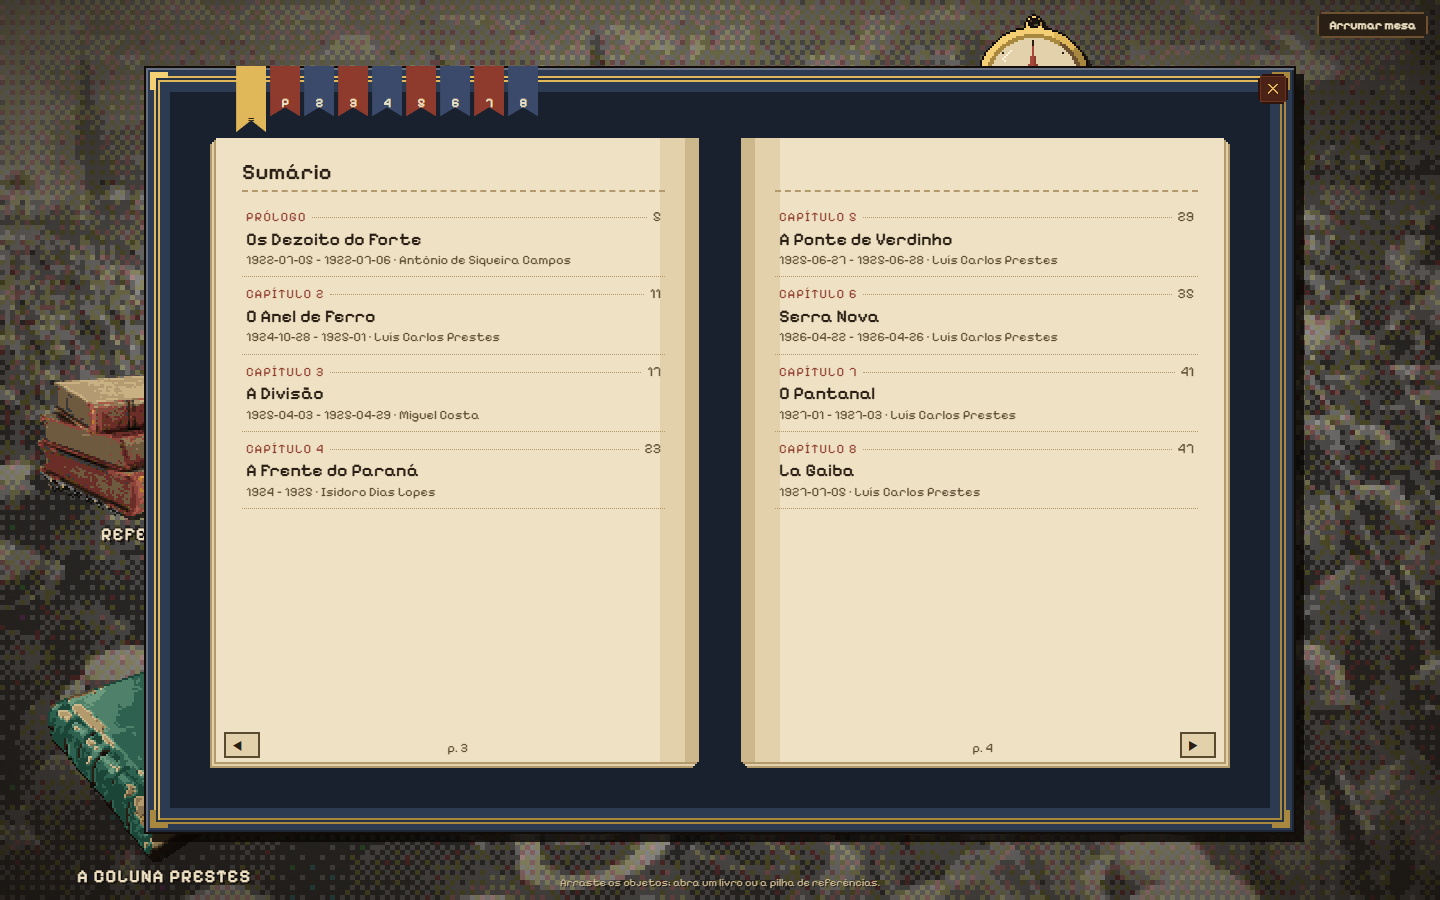 Arrumar mesa
P 2 3 4 5 6 7 8
Sumário
PRÓLOGO 5
Os Dezoito do Forte
1922-07-05 - 1922-07-06 · Antônio de Siqueira Campos
CAPÍTULO 2 11
O Anel de Ferro
1924-10-28 - 1925-01 · Luís Carlos Prestes
CAPÍTULO 3 17
A Divisão
1925-04-03 - 1925-04-29 · Miguel Costa
CAPÍTULO 4 23
A Frente do Paraná
1924 - 1925 · Isidoro Dias Lopes
p. 3
CAPÍTULO 5 29
A Ponte de Verdinho
1925-06-27 - 1925-06-28 · Luís Carlos Prestes
CAPÍTULO 6 35
Serra Nova
1926-04-22 - 1926-04-26 · Luís Carlos Prestes
CAPÍTULO 7 41
O Pantanal
1927-01 - 1927-03 · Luís Carlos Prestes
CAPÍTULO 8 47
La Gaiba
1927-07-05 · Luís Carlos Prestes
p. 4
REFE
A COLUNA PRESTES
Arraste os objetos; abra um livro ou a pilha de referências.